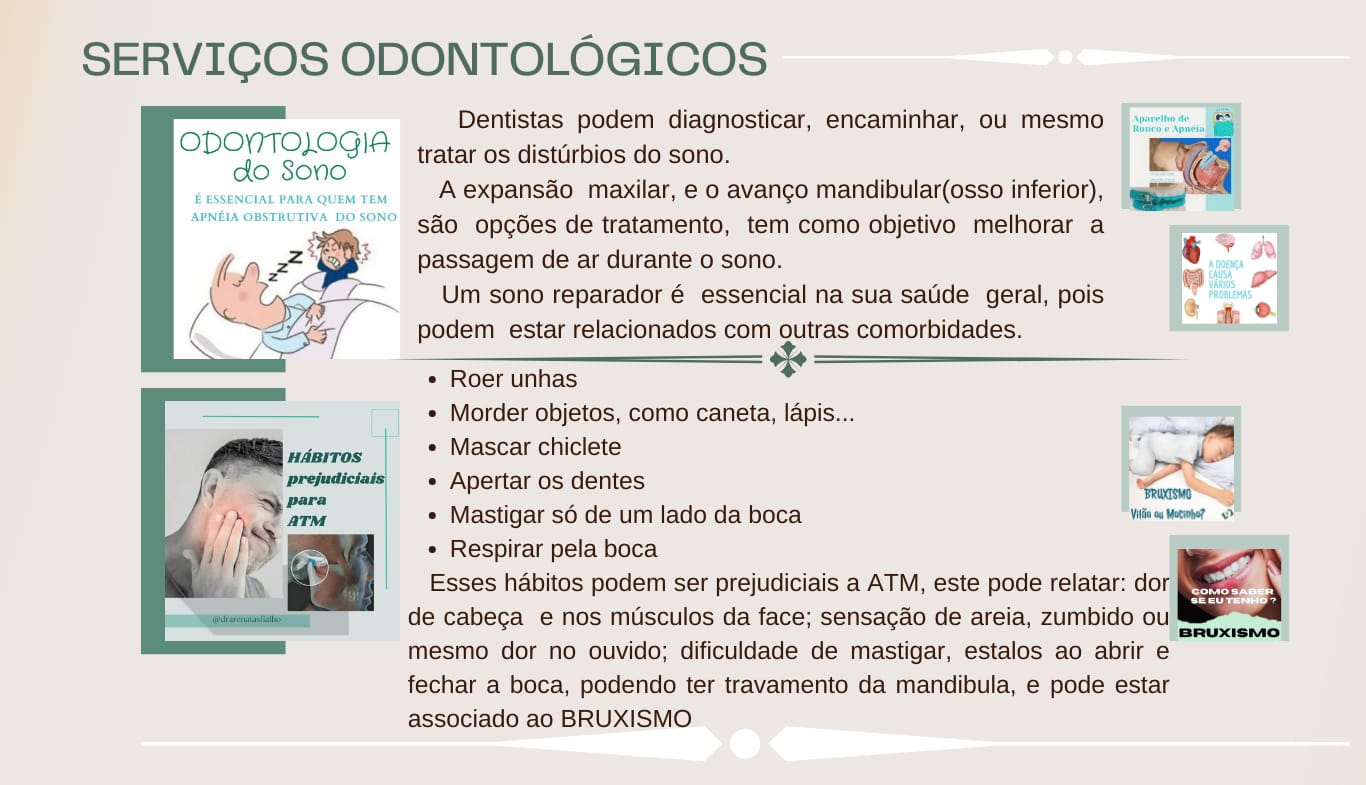 SERVIÇOS ODONTOLÓGICOS
ODONTOLOGIA
do Sono
É ESSENCIAL PARA QUEM TEM
APNÉIA OBSTRUTIVA DO SONO
zzzz
Dentistas podem diagnosticar, encaminhar, ou mesmo
tratar os distúrbios do sono.
A expansão maxilar, e o avanço mandibular(osso inferior),
são opções de tratamento, tem como objetivo melhorar a
passagem de ar durante o sono.
Um sono reparador é essencial na sua saúde geral, pois
podem estar relacionados com outras comorbidades.
Aparelho de
Ronco e Apnéia
A DOENÇA
CAUSA
VÁRIOS
PROBLEMAS
HÁBITOS
prejudiciais
para
ATM
@drarenatasfialho
• Roer unhas
• Morder objetos, como caneta, lápis...
• Mascar chiclete
• Apertar os dentes
• Mastigar só de um lado da boca
• Respirar pela boca
Esses hábitos podem ser prejudiciais a ATM, este pode relatar: dor
de cabeça e nos músculos da face; sensação de areia, zumbido ou
mesmo dor no ouvido; dificuldade de mastigar, estalos ao abrir e
fechar a boca, podendo ter travamento da mandibula, e pode estar
associado ao BRUXISMO
BRUXISMO
Vilão ou Mocinho?
COMO SABER
SE EU TENHO ?
BRUXISMO